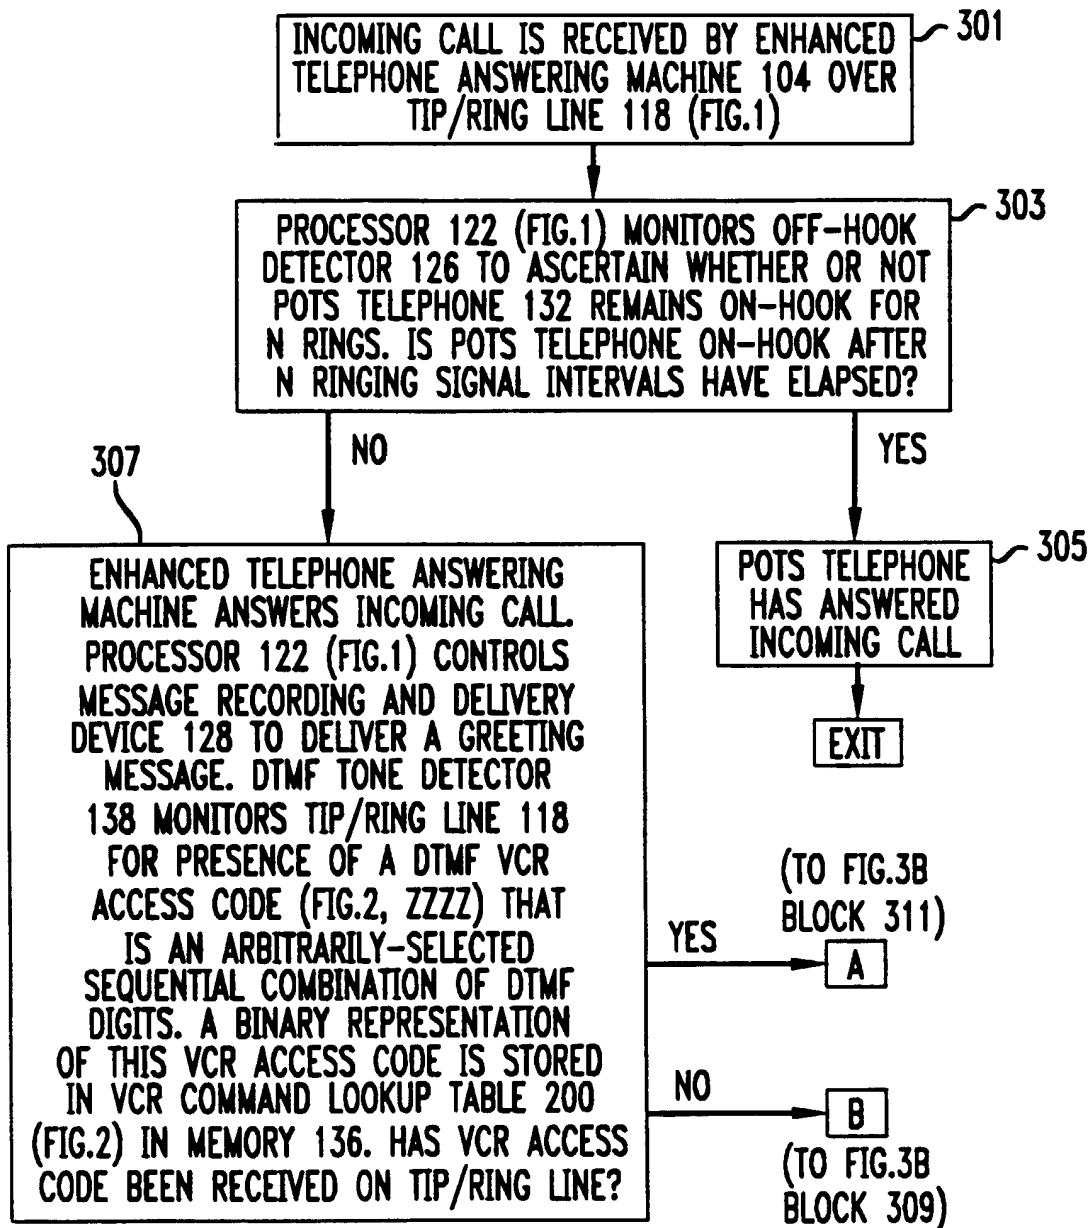 INCOMING CALL IS RECEIVED BY ENHANCED
TELEPHONE ANSWERING MACHINE 104 OVER
TIP/RING LINE 118 (FIG.1)
301
PROCESSOR 122 (FIG.1) MONITORS OFF-HOOK
DETECTOR 126 TO ASCERTAIN WHETHER OR NOT
POTS TELEPHONE 132 REMAINS ON-HOOK FOR
N RINGS. IS POTS TELEPHONE ON-HOOK AFTER
N RINGING SIGNAL INTERVALS HAVE ELAPSED?
303
NO
YES
307
ENHANCED TELEPHONE ANSWERING
MACHINE ANSWERS INCOMING CALL.
PROCESSOR 122 (FIG.1) CONTROLS
MESSAGE RECORDING AND DELIVERY
DEVICE 128 TO DELIVER A GREETING
MESSAGE. DTMF TONE DETECTOR
138 MONITORS TIP/RING LINE 118
FOR PRESENCE OF A DTMF VCR
ACCESS CODE (FIG.2, ZZZZ) THAT
IS AN ARBITRARILY-SELECTED
SEQUENTIAL COMBINATION OF DTMF
DIGITS. A BINARY REPRESENTATION
OF THIS VCR ACCESS CODE IS STORED
IN VCR COMMAND LOOKUP TABLE 200
(FIG.2) IN MEMORY 136. HAS VCR ACCESS
CODE BEEN RECEIVED ON TIP/RING LINE?
POTS TELEPHONE
HAS ANSWERED
INCOMING CALL
305
EXIT
(TO FIG.3B
BLOCK 311)
YES
A
NO
B
(TO FIG.3B
BLOCK 309)